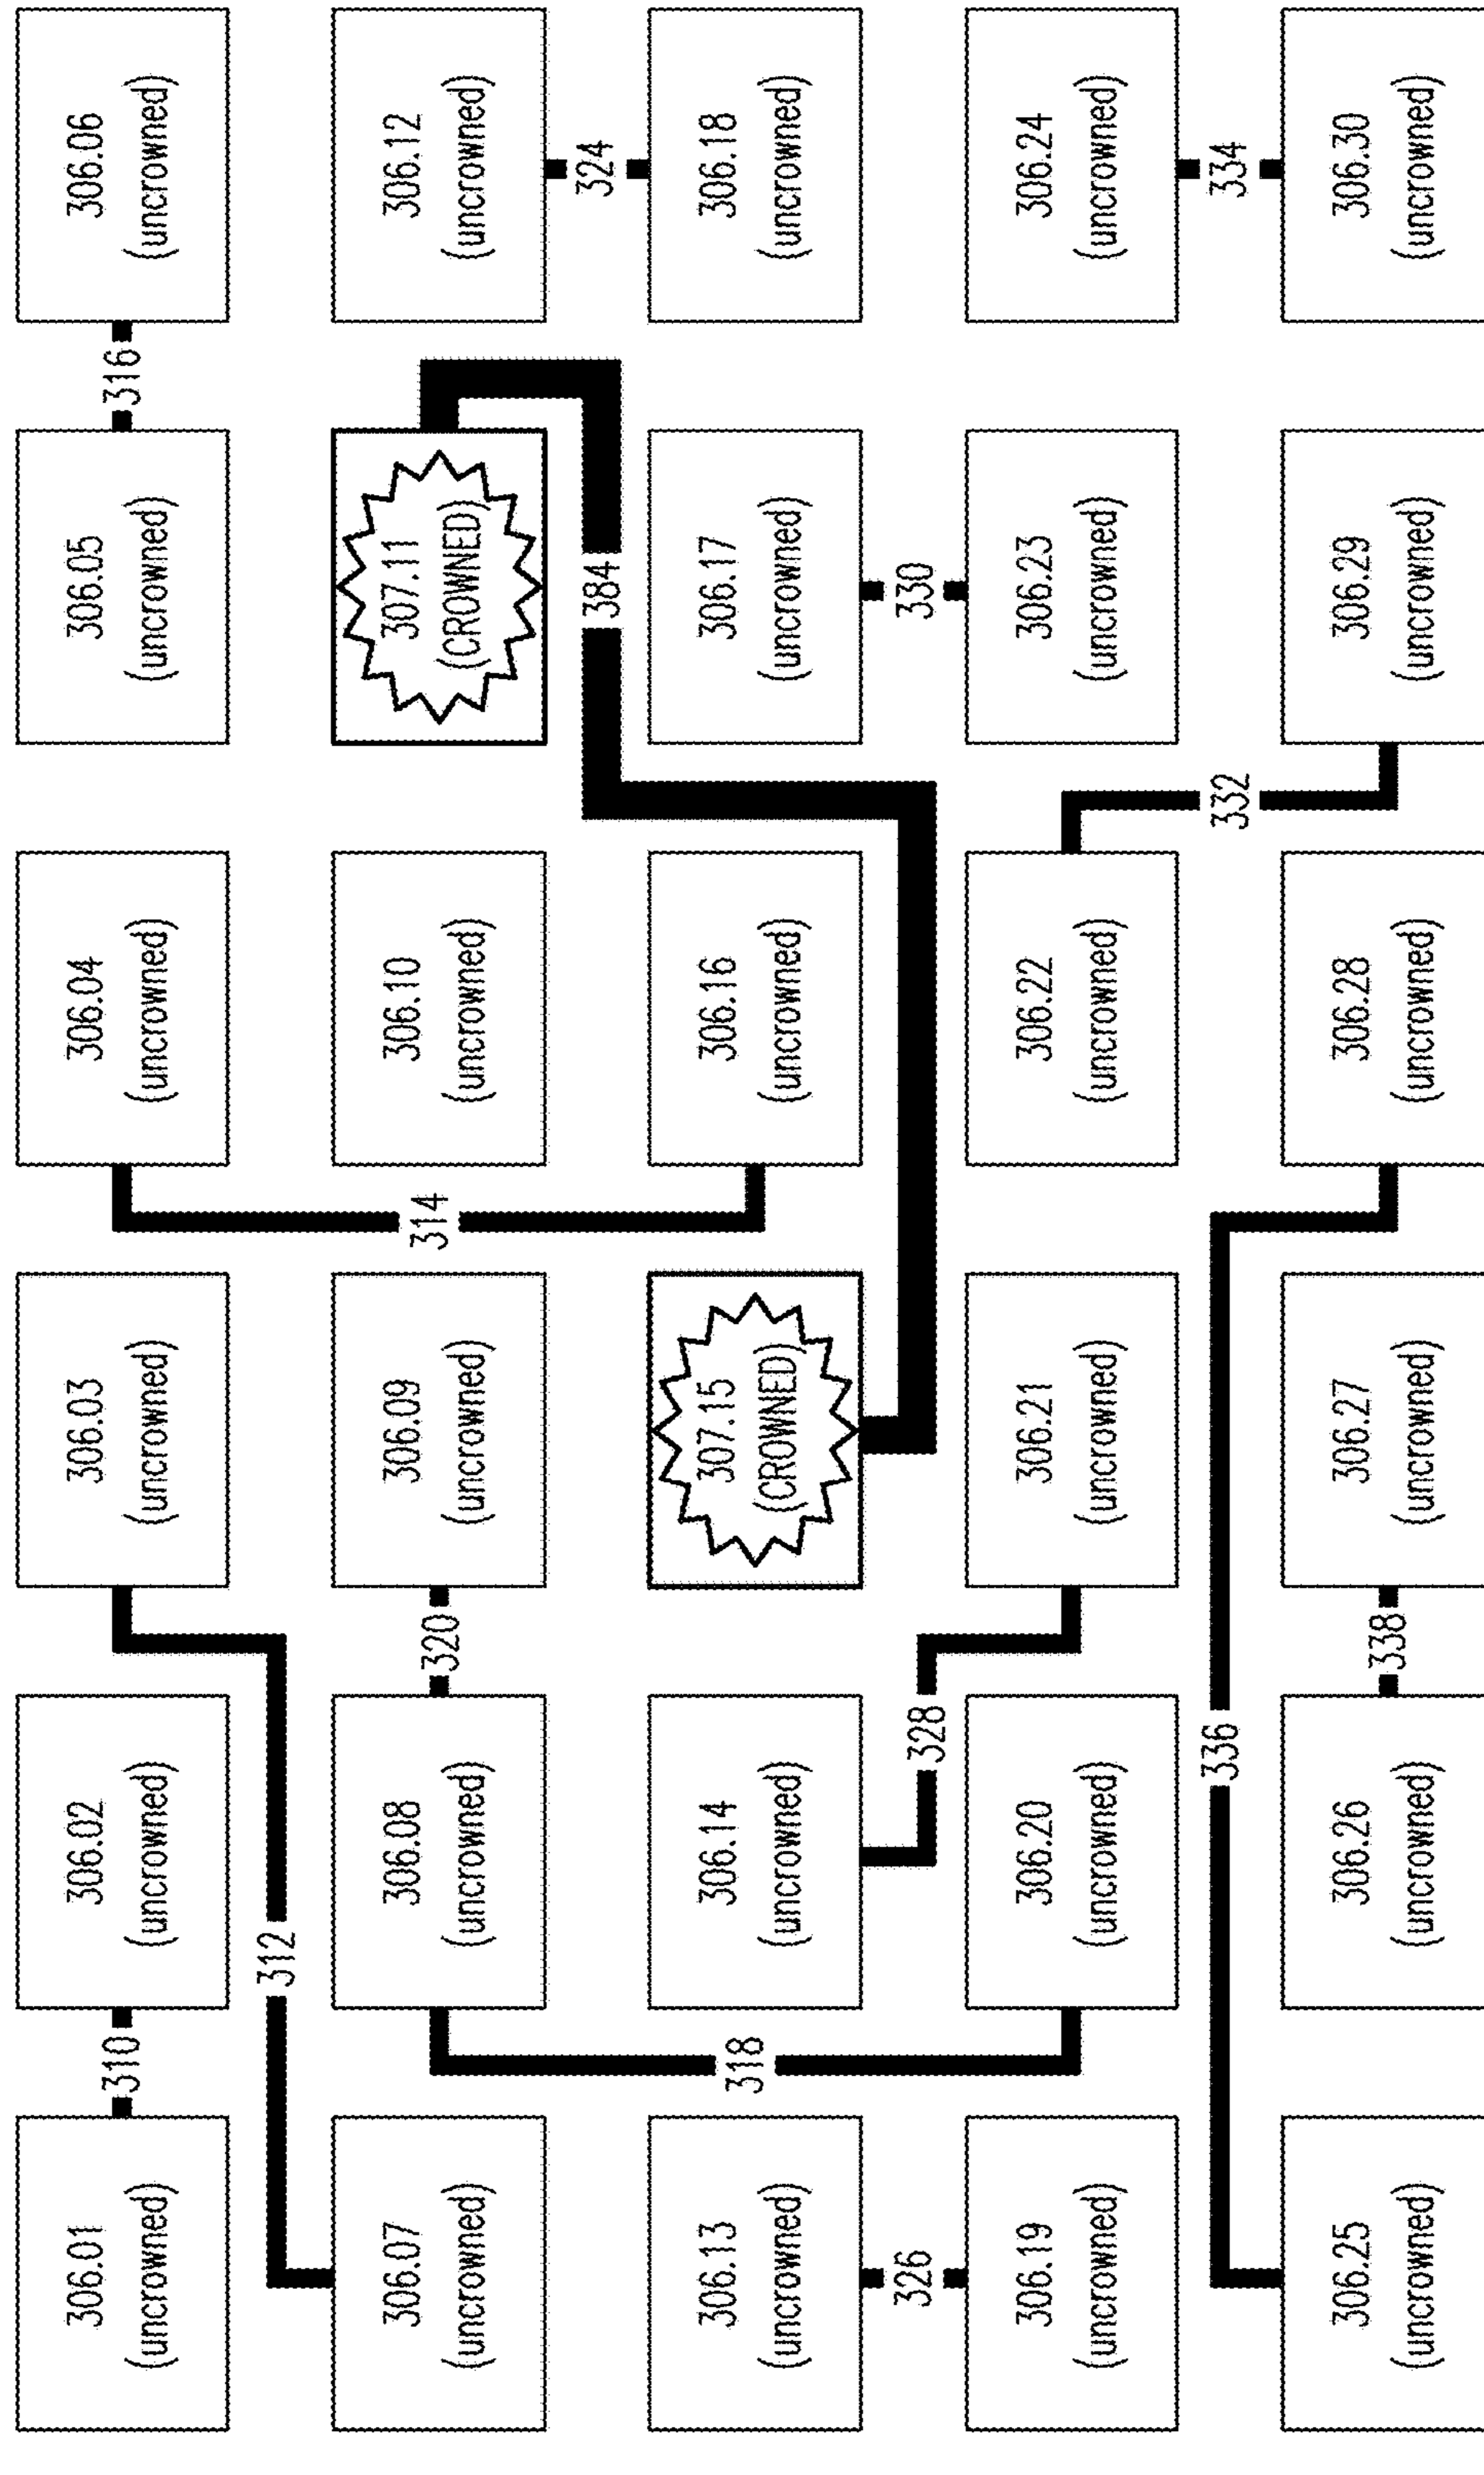 306.01
(uncrowned)
310
306.02
(uncrowned)
306.03
(uncrowned)
306.04
(uncrowned)
306.05
(uncrowned)
316
306.06
(uncrowned)
312
306.07
(uncrowned)
306.08
(uncrowned)
320
306.09
(uncrowned)
314
306.10
(uncrowned)
307.11
(CROWNED)
306.12
(uncrowned)
384
324
306.13
(uncrowned)
318
306.14
(uncrowned)
307.15
(CROWNED)
306.16
(uncrowned)
306.17
(uncrowned)
306.18
(uncrowned)
326
328
330
306.19
(uncrowned)
306.20
(uncrowned)
306.21
(uncrowned)
306.22
(uncrowned)
306.23
(uncrowned)
306.24
(uncrowned)
336
332
334
306.25
(uncrowned)
306.26
(uncrowned)
338
306.27
(uncrowned)
306.28
(uncrowned)
306.29
(uncrowned)
306.30
(uncrowned)